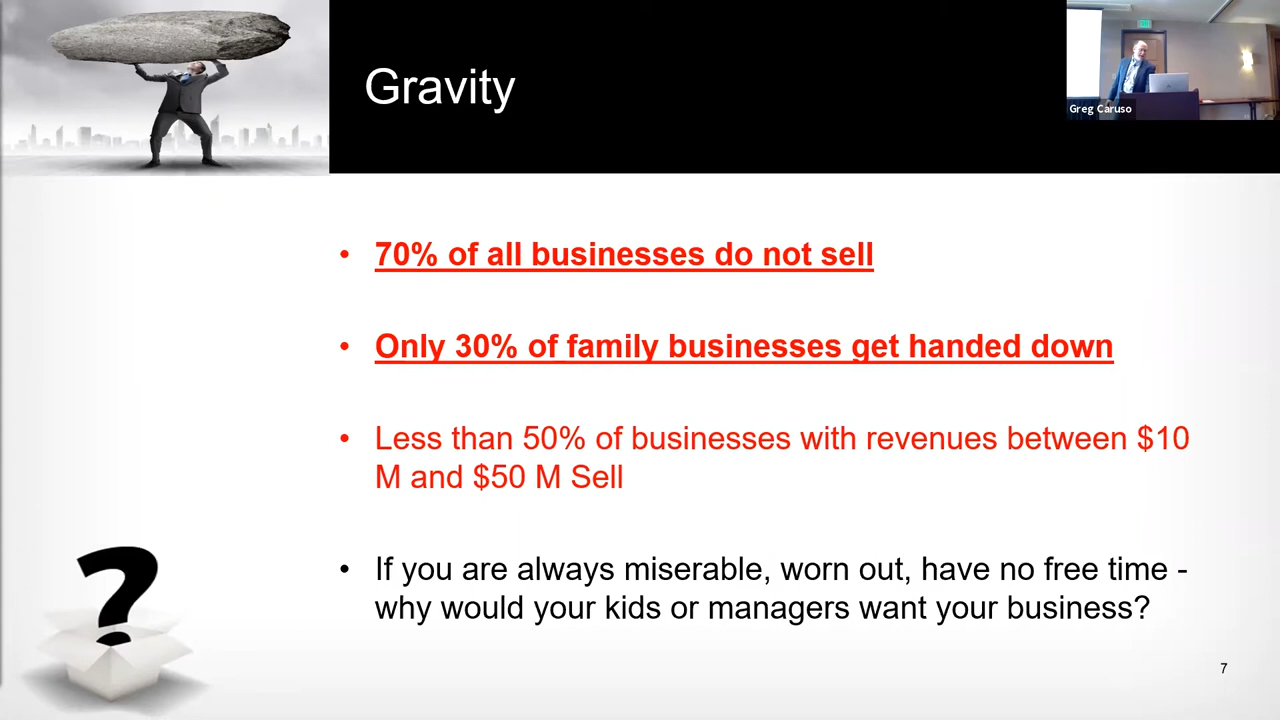 Gravity
Greg Caruso
• 70% of all businesses do not sell
• Only 30% of family businesses get handed down
• Less than 50% of businesses with revenues between $10
M and $50 M Sell
• If you are always miserable, worn out, have no free time -
why would your kids or managers want your business?
?
7